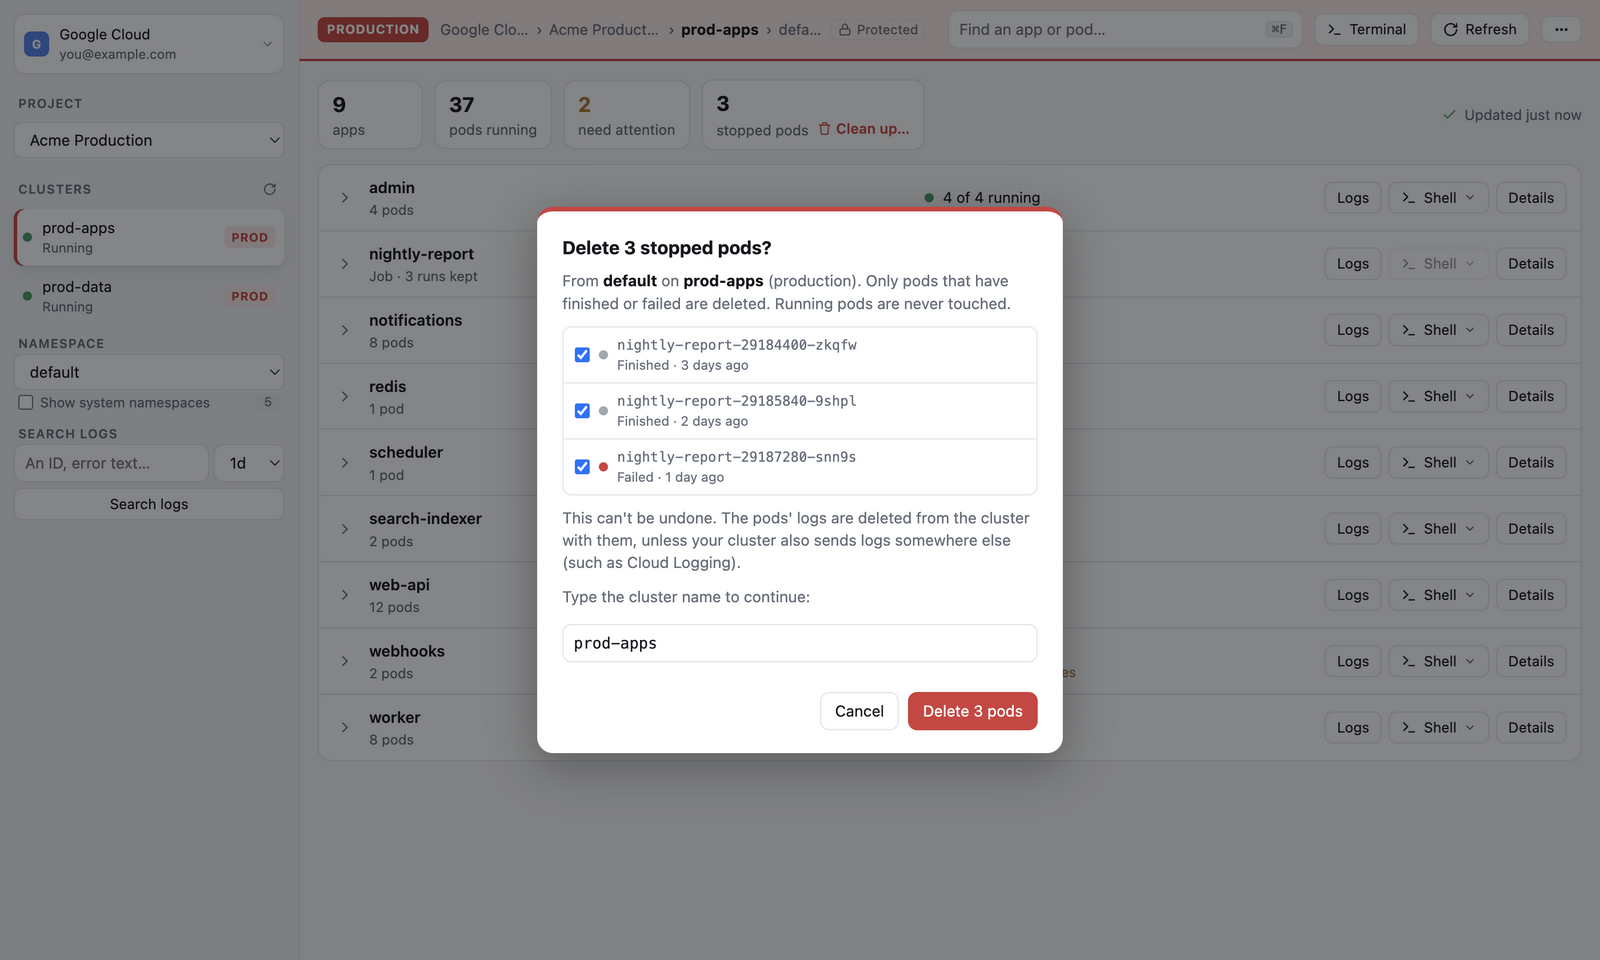 G
Google Cloud
you@example.com
PROJECT
Acme Production
CLUSTERS
prod-apps
Running
PROD
prod-data
Running
PROD
NAMESPACE
default
Show system namespaces
5
SEARCH LOGS
An ID, error text...
1d
Search logs
PRODUCTION
Google Clo... › Acme Product... › prod-apps › defa...
Protected
Find an app or pod...
⌘F
Terminal
Refresh
•••
9
apps
37
pods running
2
need attention
3
stopped pods
Clean up...
Updated just now
admin
4 pods
4 of 4 running
Logs
Shell
Details
nightly-report
Job · 3 runs kept
Logs
Shell
Details
notifications
8 pods
Logs
Shell
Details
redis
1 pod
Logs
Shell
Details
scheduler
1 pod
Logs
Shell
Details
search-indexer
2 pods
Logs
Shell
Details
web-api
12 pods
Logs
Shell
Details
webhooks
2 pods
es
Logs
Shell
Details
worker
8 pods
Logs
Shell
Details
Delete 3 stopped pods?
From default on prod-apps (production). Only pods that have
finished or failed are deleted. Running pods are never touched.
nightly-report-29184400-zkqfw
Finished · 3 days ago
nightly-report-29185840-9shpl
Finished · 2 days ago
nightly-report-29187280-snn9s
Failed · 1 day ago
This can't be undone. The pods' logs are deleted from the cluster
with them, unless your cluster also sends logs somewhere else
(such as Cloud Logging).
Type the cluster name to continue:
prod-apps
Cancel
Delete 3 pods